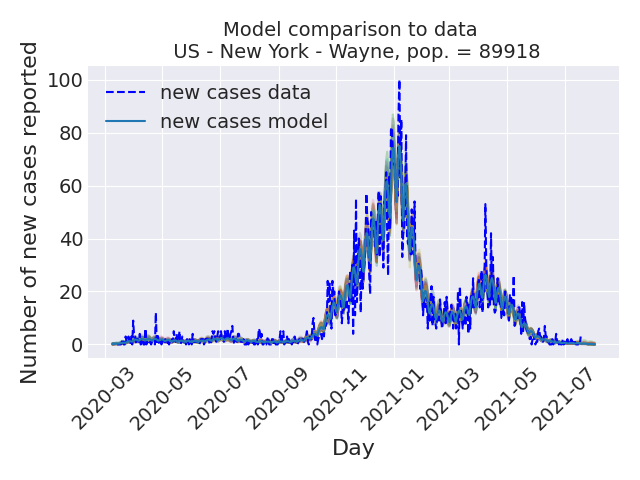 Model comparison to data
US - New York - Wayne, pop. = 89918
Number of new cases reported
100
80
60
40
20
0
new cases data
new cases model
2020-03
2020-05
2020-07
2020-09
2020-11
2021-01
2021-03
2021-05
2021-07
Day